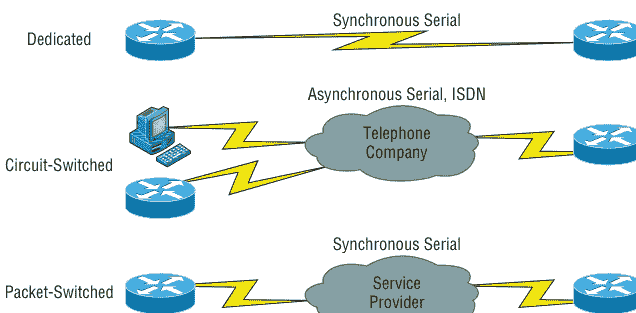 Synchronous Serial
Dedicated
Asynchronous Serial, ISDN
Telephone
Company
Circuit-Switched
Synchronous Serial
Packet-Switched
Service
Provider